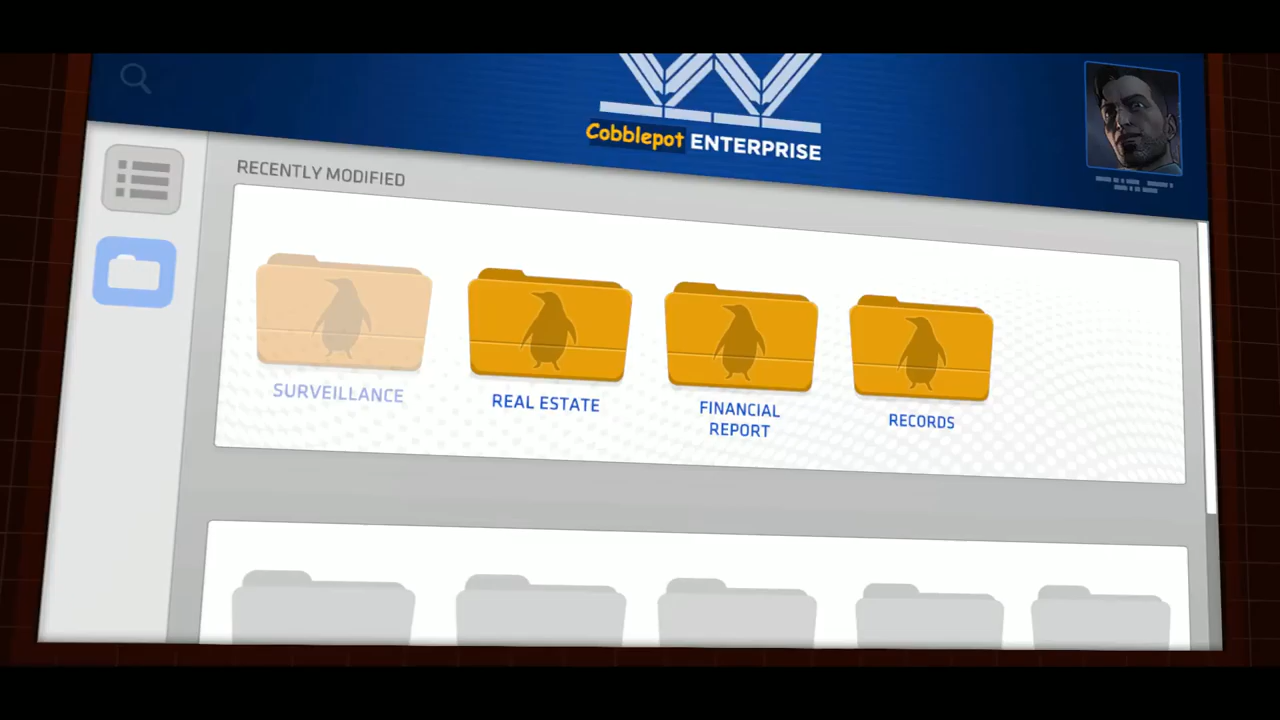 Cobblepot ENTERPRISE
RECENTLY MODIFIED
SURVEILLANCE
REAL ESTATE
FINANCIAL
REPORT
RECORDS